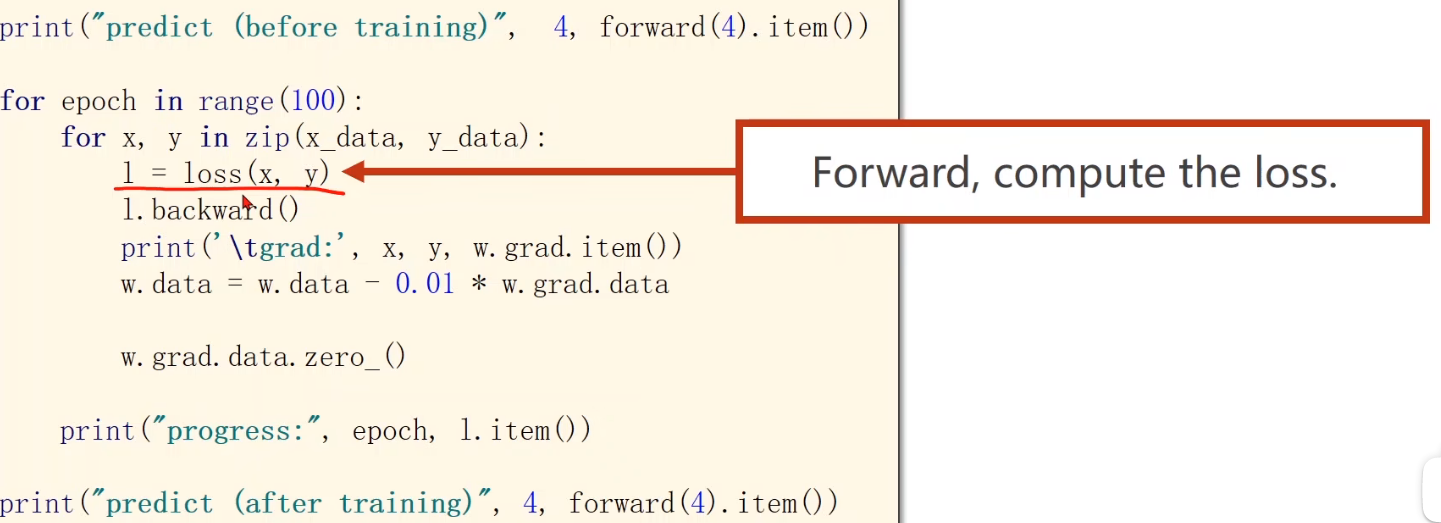 print("predict (before training)",  4, forward(4).item())
for epoch in range(100):
    for x, y in zip(x_data, y_data):
        l = loss(x, y)
Forward, compute the loss.
        l.backward()
        print('\tgrad:', x, y, w.grad.item())
        w.data = w.data - 0.01 * w.grad.data
        w.grad.data.zero_()
    print("progress:", epoch, l.item())
print("predict (after training)", 4, forward(4).item())